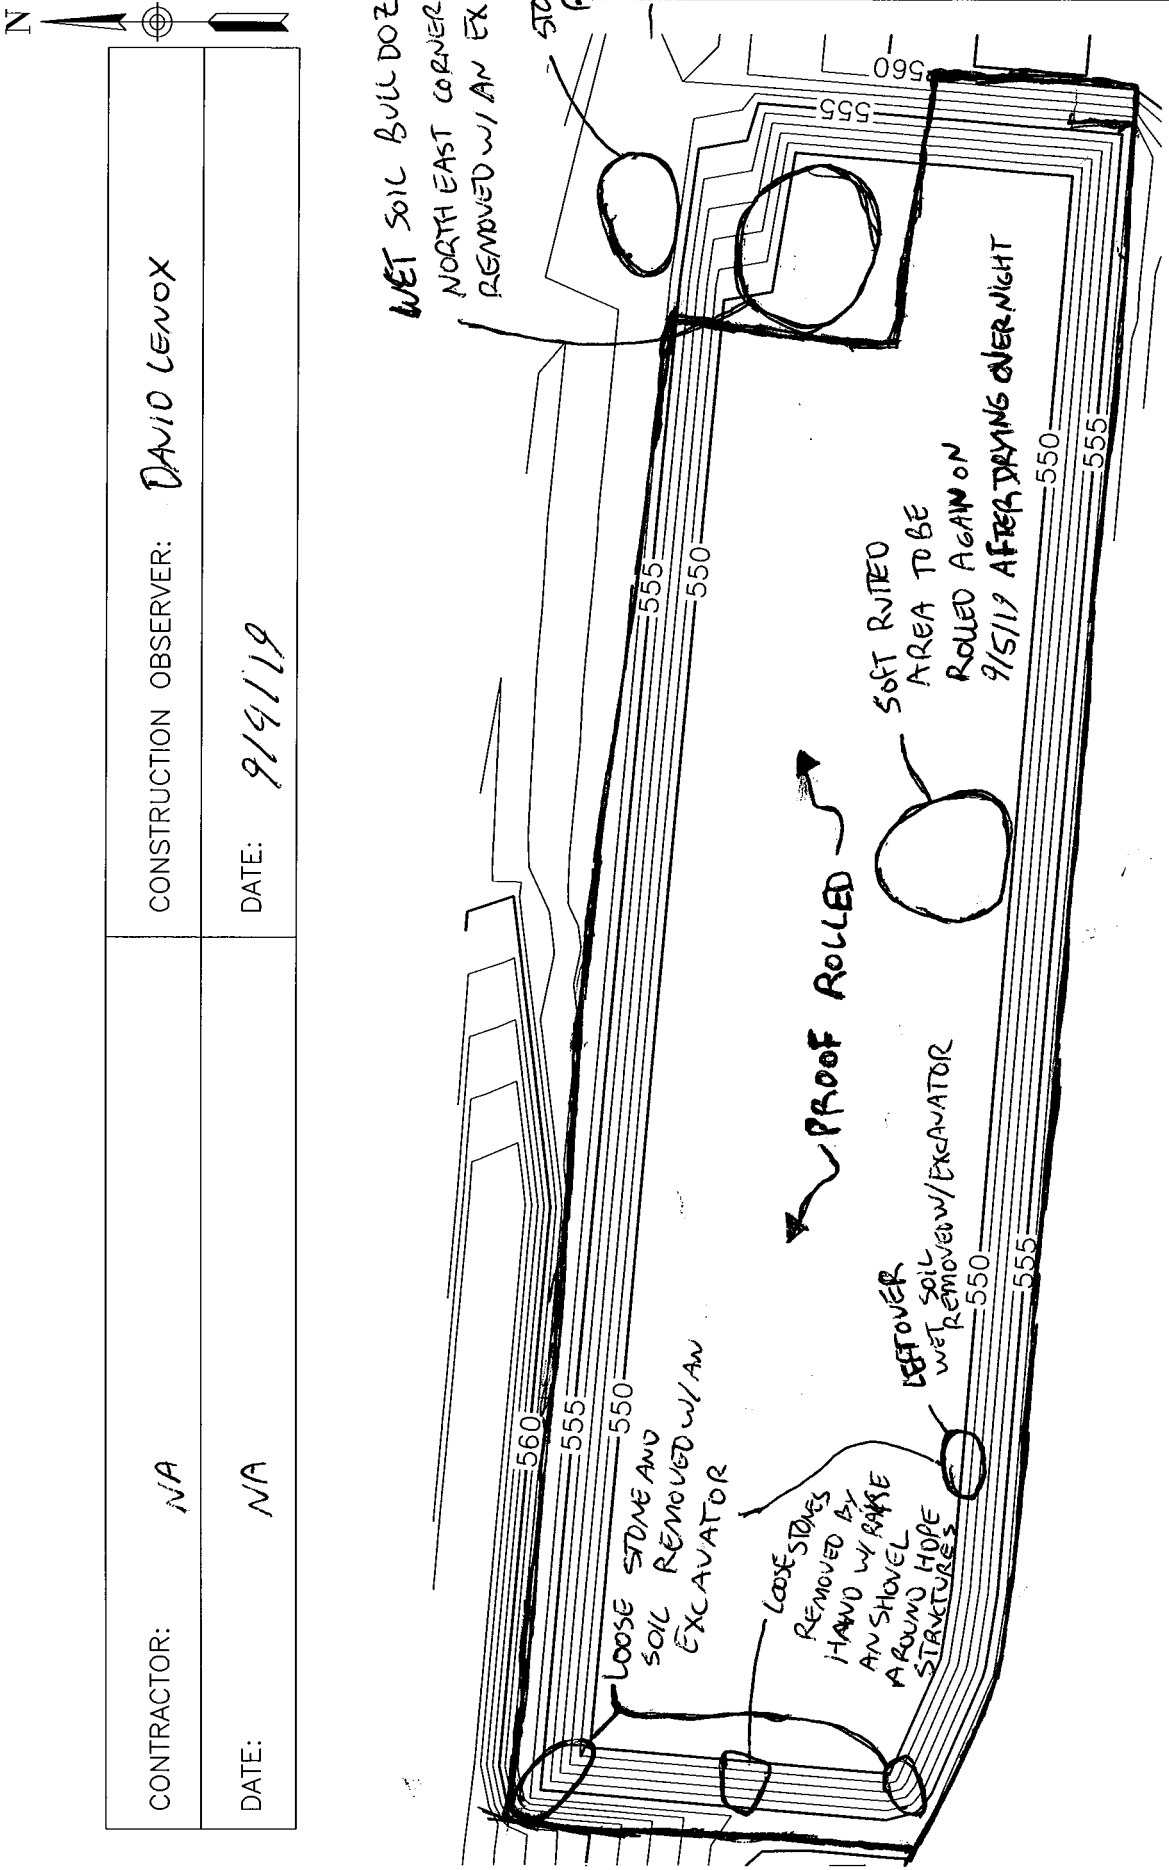 N
CONTRACTOR: NA
CONSTRUCTION OBSERVER: DAVID LENOX
DATE: NA
DATE: 9/4/19
WET SOIL BULLDOZ
NORTH EAST CORNER
REMOVED W/ AN EX
STO
560
555
555
550
560
555
550
LOOSE STONE AND
SOIL REMOVED W/ AN
EXCAVATOR
LOOSE STONES
REMOVED BY
HAND W/ RAKE
AN SHOVEL
AROUND HDPE
STRUCTURES
LEFTOVER
WET SOIL
REMOVED W/ EXCAVATOR
PROOF ROLLED
SOFT RUTTED
AREA TO BE
ROLLED AGAIN ON
9/5/19 AFTER DRYING OVERNIGHT
550
555
550
555